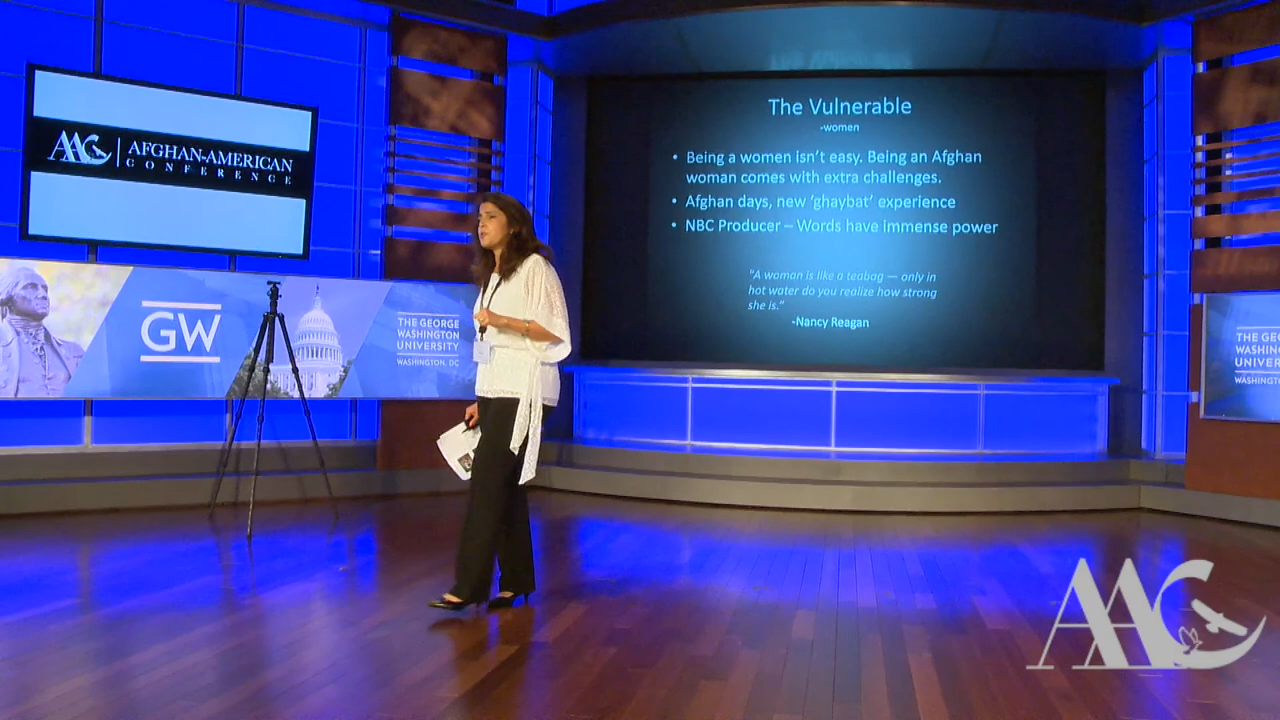 AAC
AFGHAN-AMERICAN
CONFERENCE
GW
THE GEORGE
WASHINGTON
UNIVERSITY
WASHINGTON, DC
The Vulnerable
-women
• Being a women isn't easy. Being an Afghan
woman comes with extra challenges.
• Afghan days, new 'ghaybat' experience
• NBC Producer – Words have immense power
"A woman is like a teabag — only in
hot water do you realize how strong
she is."
-Nancy Reagan
THE GEO
WASHIN
UNIVER
WASHINGTO
AAC